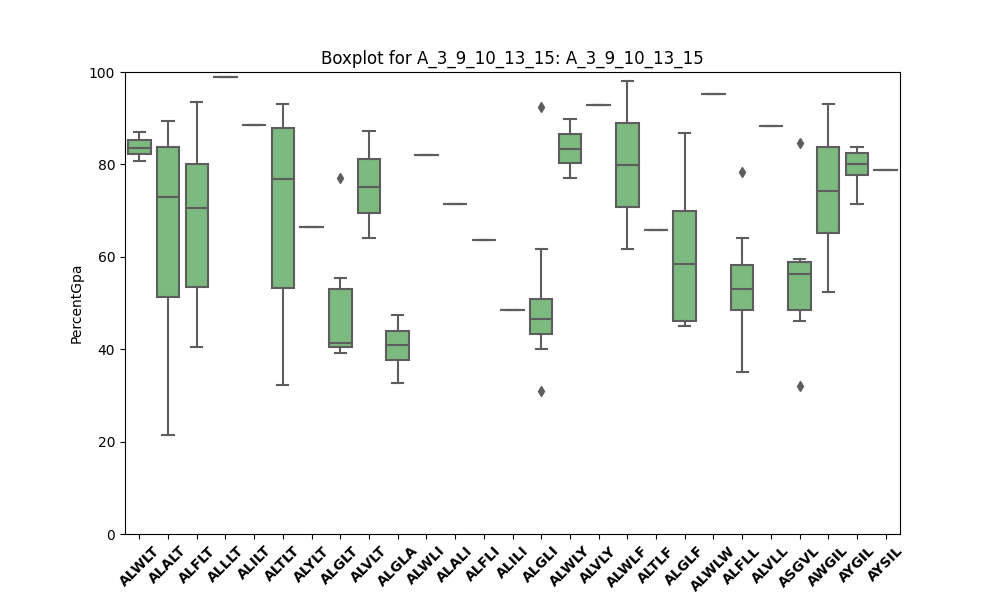 Boxplot for A_3_9_10_13_15: A_3_9_10_13_15
100
80
60
40
20
0
PercentGpa
ALWLT ALALT ALFLT ALLLT ALILT ALTLT ALYLT ALGLT ALVLT ALGLA ALWLI ALALI ALFLI ALILI ALGLI ALWLY ALVLY ALWLF ALTLF ALGLF ALWLW ALFLL ALVLL ASGVL AWGIL AYGIL AYSIL